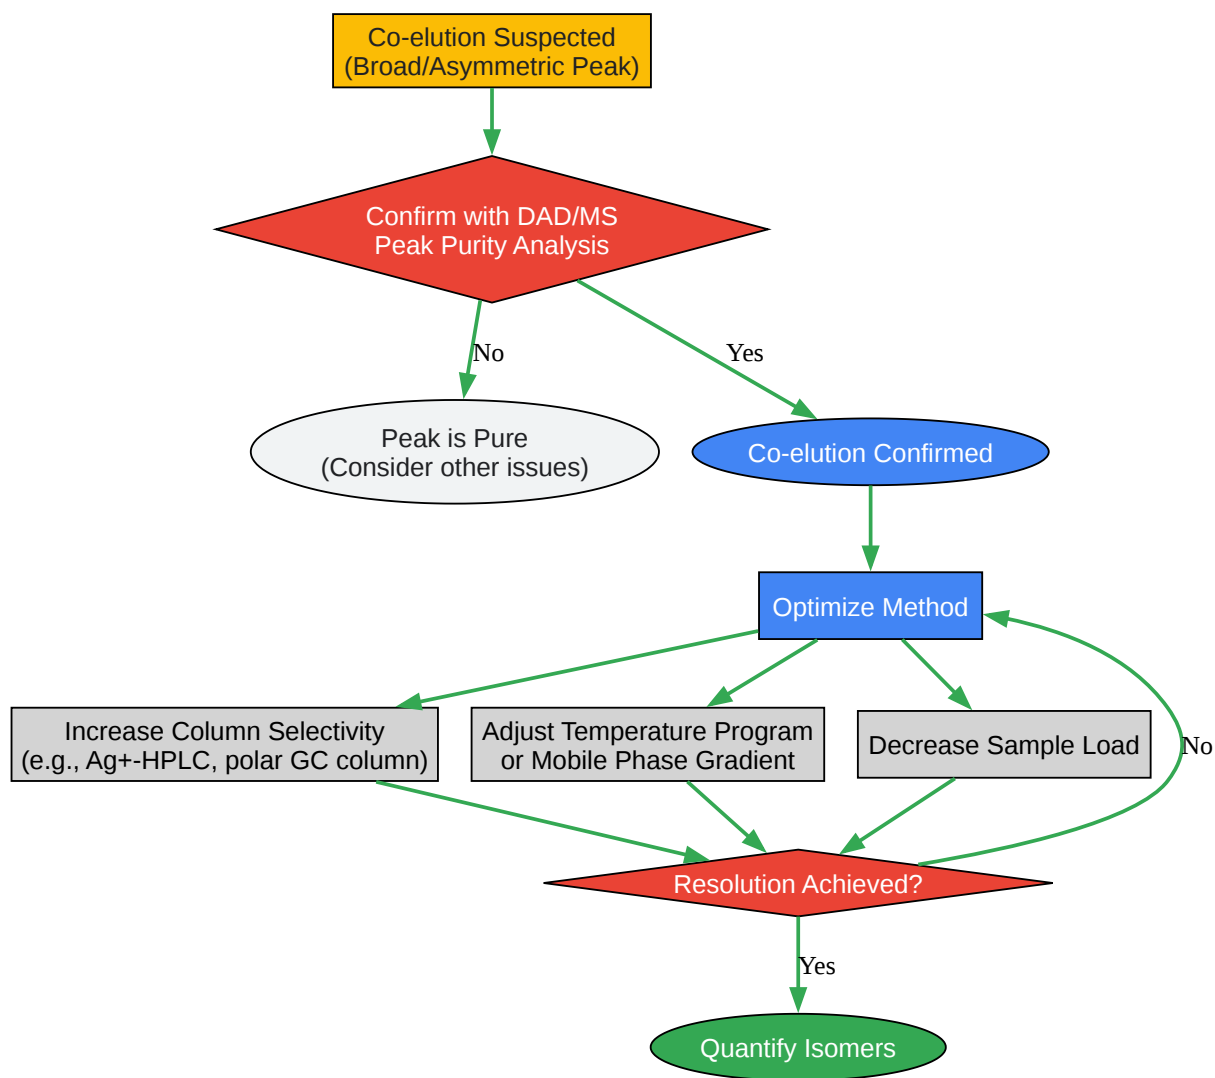 Co-elution Suspected
(Broad/Asymmetric Peak)
Confirm with DAD/MS
Peak Purity Analysis
No
Yes
Peak is Pure
(Consider other issues)
Co-elution Confirmed
Optimize Method
Increase Column Selectivity
(e.g., Ag+-HPLC, polar GC column)
Adjust Temperature Program
or Mobile Phase Gradient
Decrease Sample Load
No
Resolution Achieved?
Yes
Quantify Isomers